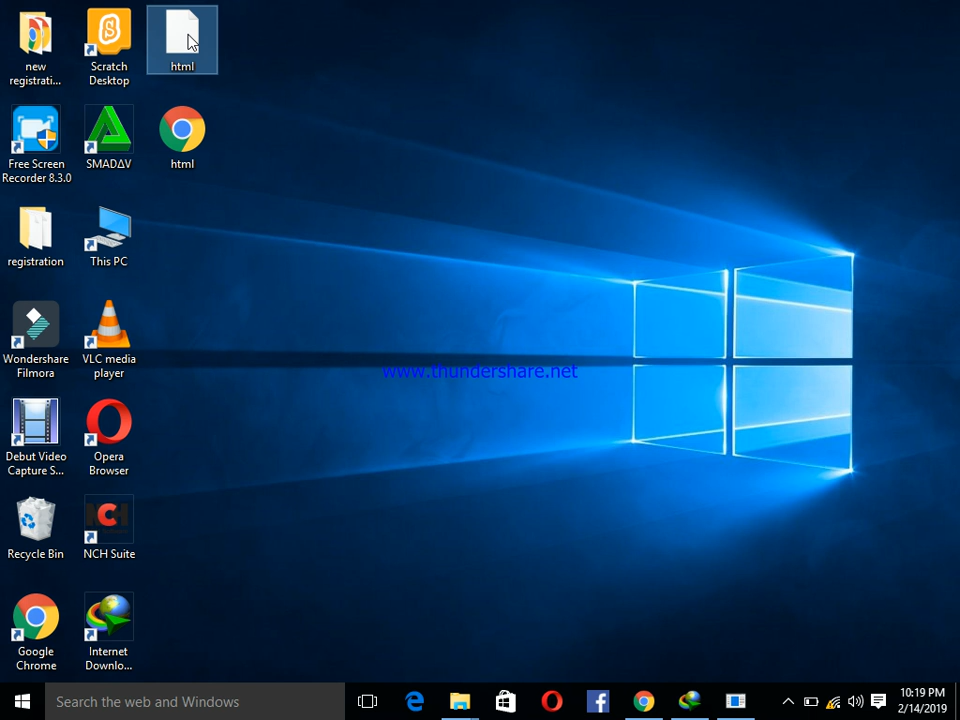 new
registrati...
Scratch
Desktop
html
Free Screen
Recorder 8.3.0
SMADΔV
html
registration
This PC
Wondershare
Filmora
VLC media
player
www.thundershare.net
Debut Video
Capture S...
Opera
Browser
Recycle Bin
NCH
NCH Suite
Google
Chrome
Internet
Downlo...
Search the web and Windows
10:19 PM
2/14/2019